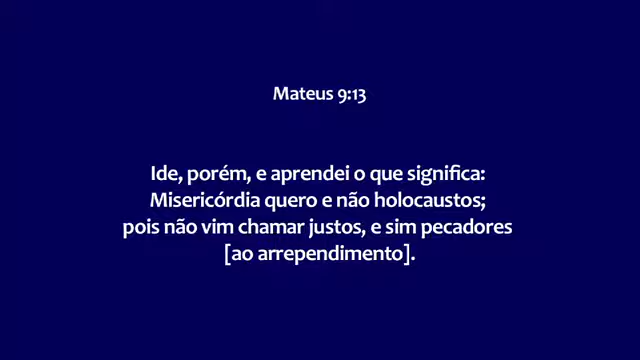 Mateus 9:13
Ide, porém, e aprendei o que significa:
Misericórdia quero e não holocaustos;
pois não vim chamar justos, e sim pecadores
[ao arrependimento].